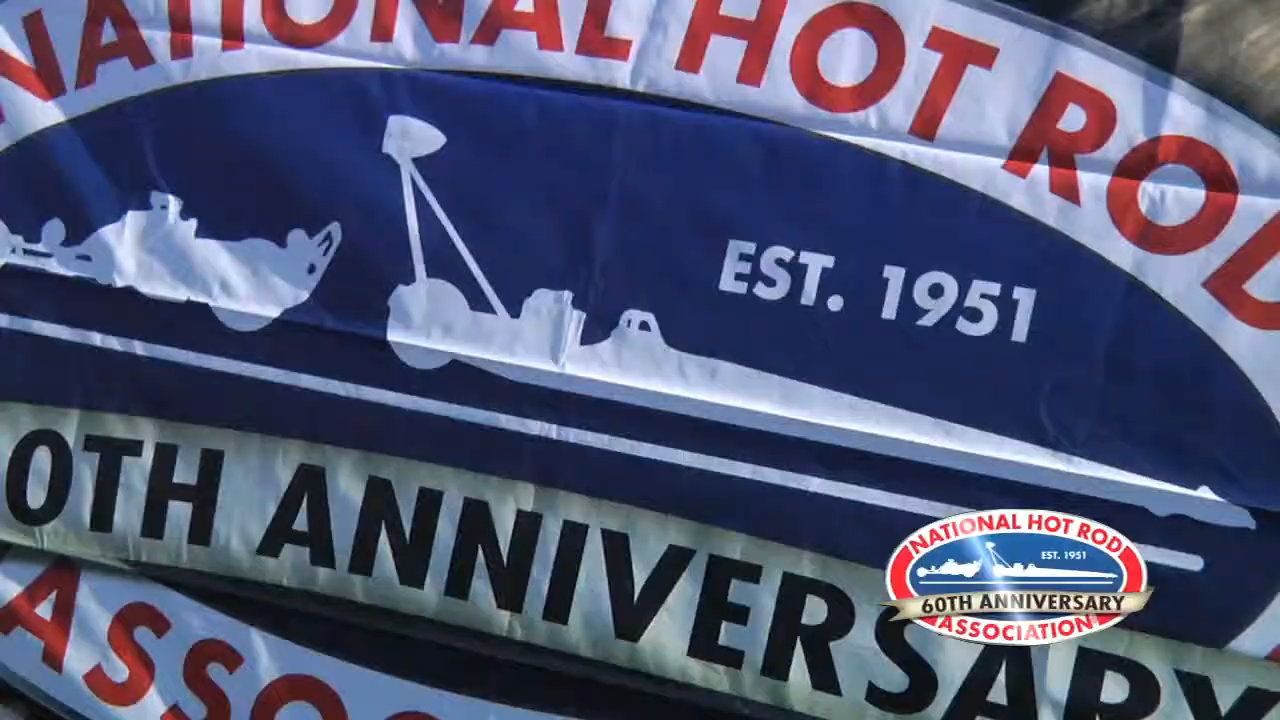 NATIONAL HOT ROD
EST. 1951
0TH ANNIVERSARY
ASSO
NATIONAL HOT ROD
EST. 1951
60TH ANNIVERSARY
ASSOCIATION